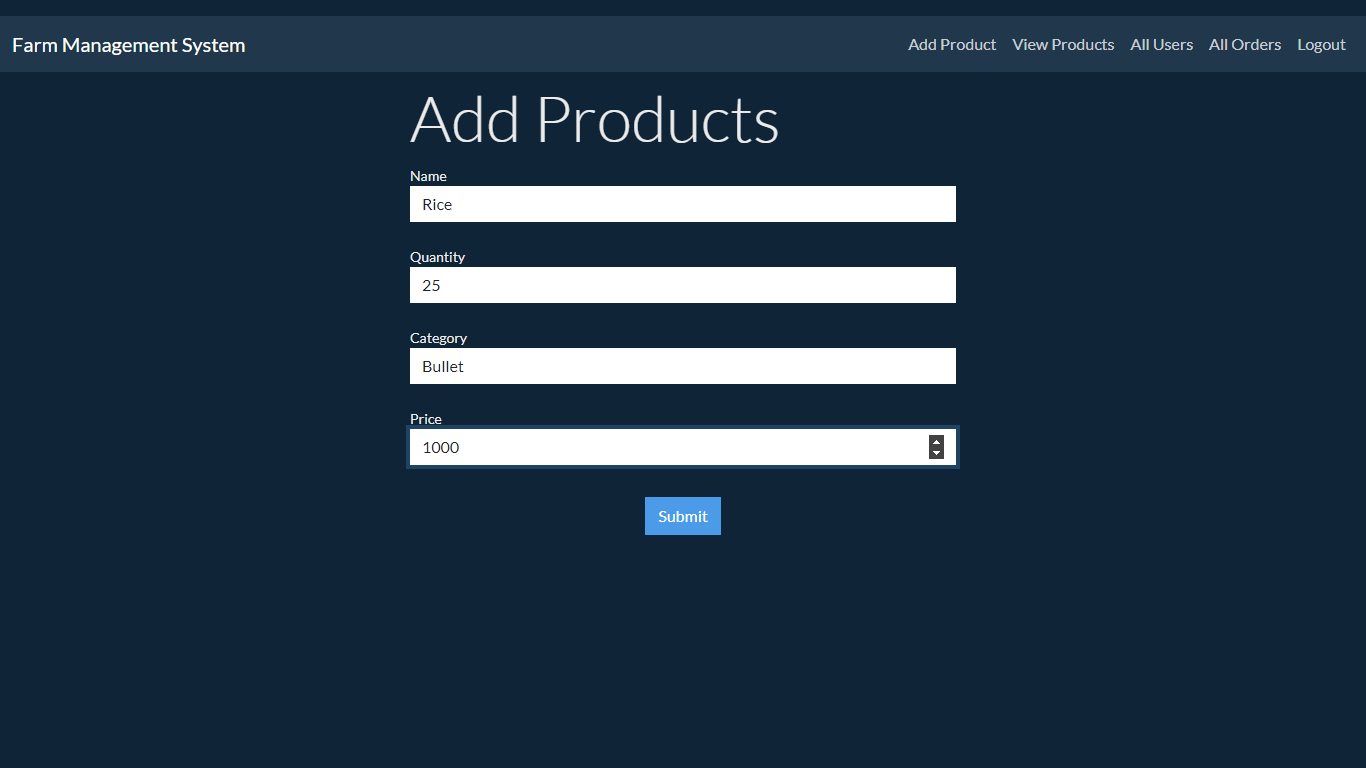 Farm Management System Add Product View Products All Users All Orders Logout
Add Products
Name
Rice
Quantity
25
Category
Bullet
Price
1000
Submit